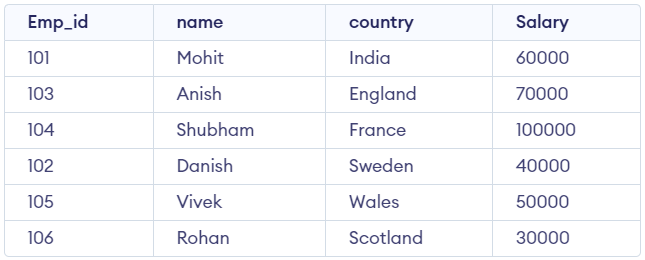 Emp_id name country Salary
101 Mohit India 60000
103 Anish England 70000
104 Shubham France 100000
102 Danish Sweden 40000
105 Vivek Wales 50000
106 Rohan Scotland 30000